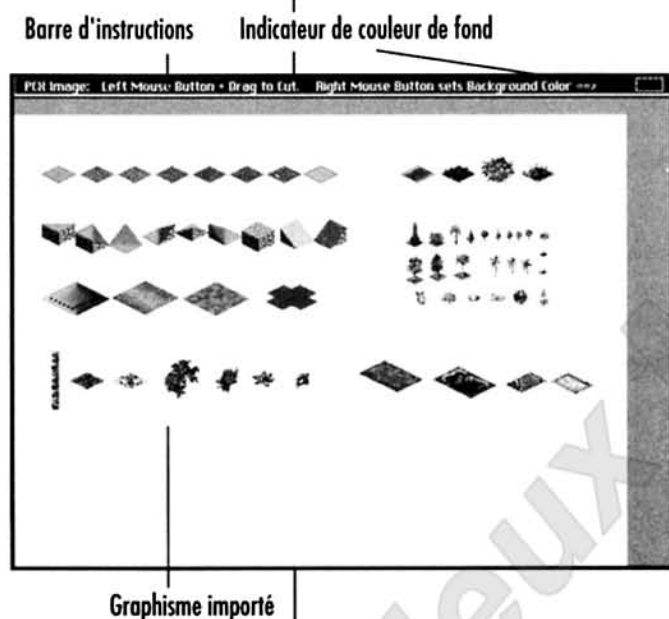 Barre d'instructions Indicateur de couleur de fond
PCX Image: Left Mouse Button + Drag to Cut. Right Mouse Button sets Background Color ==>
Graphisme importé